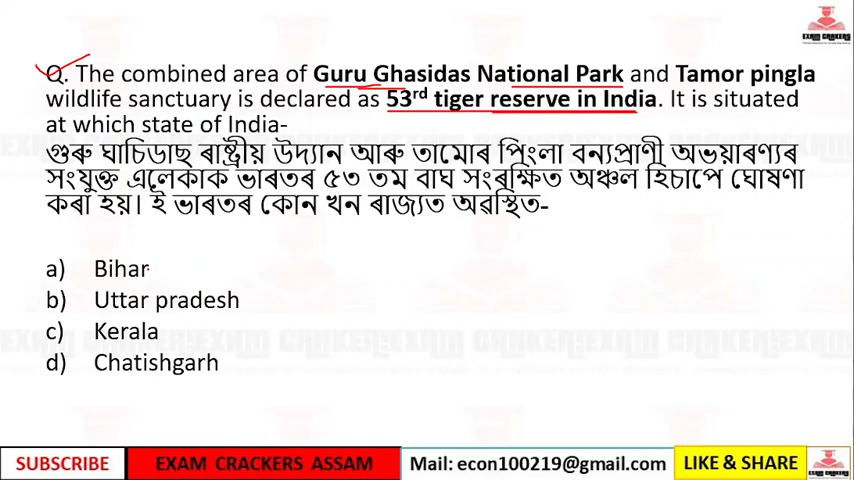 EXAM CRAKERS
Q. The combined area of Guru Ghasidas National Park and Tamor pingla
wildlife sanctuary is declared as 53rd tiger reserve in India. It is situated
at which state of India-
গুৰু ঘাচিডাছ ৰাষ্ট্ৰীয় উদ্যান আৰু তামোৰ পিংলা বন্যপ্ৰাণী অভয়াৰণ্যৰ
সংযুক্ত এলেকাক ভাৰতৰ ৫৩ তম বাঘ সংৰক্ষিত অঞ্চল হিচাপে ঘোষণা
কৰা হয়। ই ভাৰতৰ কোন খন ৰাজ্যত অৱস্থিত-
a) Bihar
b) Uttar pradesh
c) Kerala
d) Chatishgarh
SUBSCRIBE EXAM CRACKERS ASSAM Mail: econ100219@gmail.com LIKE & SHARE